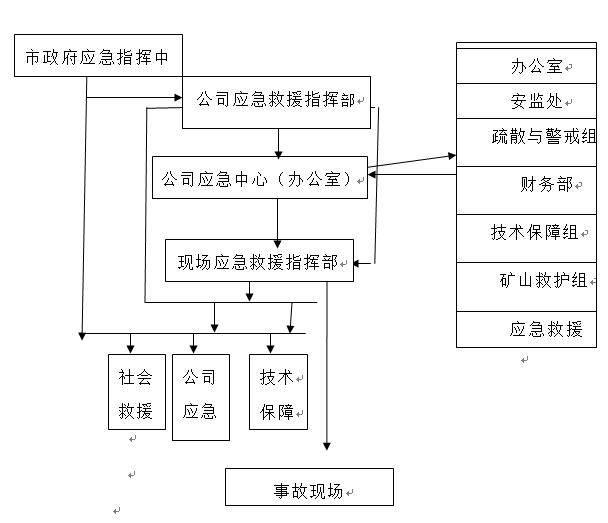 市政府应急指挥中
公司应急救援指挥部
公司应急中心（办公室）
现场应急救援指挥部
办公室
安监处
疏散与警戒组
财务部
技术保障组
矿山救护组
应急救援
社会
救援
公司
应急
技术
保障
事故现场